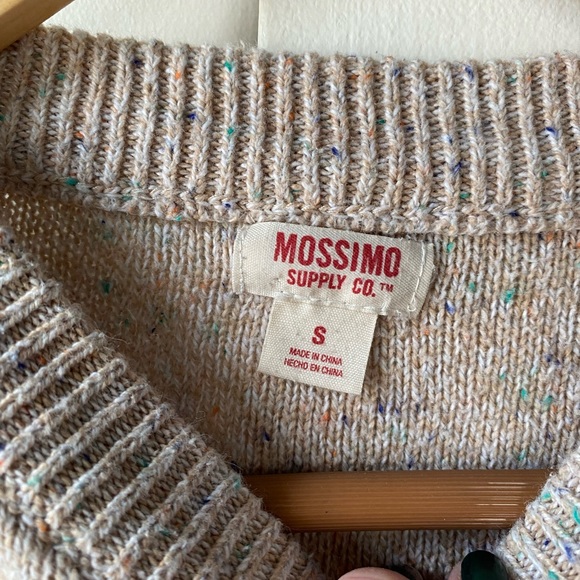 MOSSIMO
SUPPLY CO.™
S
MADE IN CHINA
HECHO EN CHINA